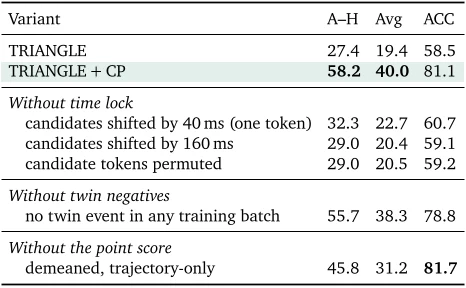 Variant A–H Avg ACC
TRIANGLE 27.4 19.4 58.5
TRIANGLE + CP 58.2 40.0 81.1
Without time lock
candidates shifted by 40 ms (one token) 32.3 22.7 60.7
candidates shifted by 160 ms 29.0 20.4 59.1
candidate tokens permuted 29.0 20.5 59.2
Without twin negatives
no twin event in any training batch 55.7 38.3 78.8
Without the point score
demeaned, trajectory-only 45.8 31.2 81.7